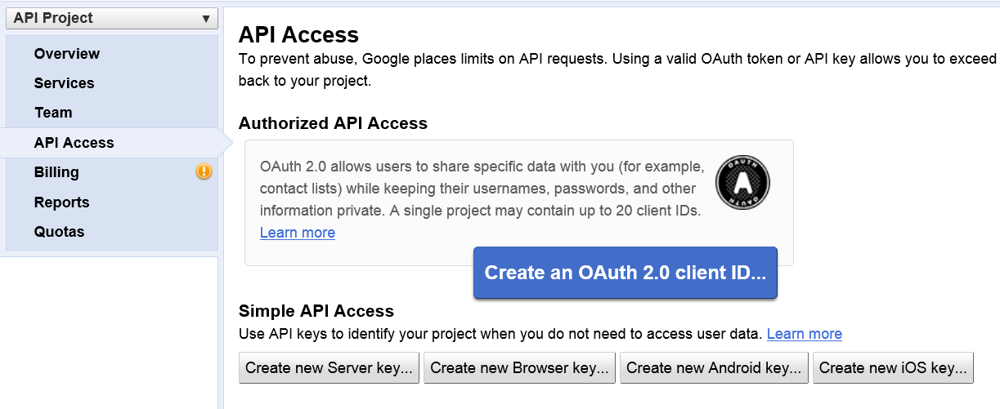 API Project
Overview
Services
Team
API Access
Billing
Reports
Quotas
API Access
To prevent abuse, Google places limits on API requests. Using a valid OAuth token or API key allows you to exceed
back to your project.
Authorized API Access
OAuth 2.0 allows users to share specific data with you (for example,
contact lists) while keeping their usernames, passwords, and other
information private. A single project may contain up to 20 client IDs.
Learn more
OAUTH
A
OAUTH
Create an OAuth 2.0 client ID...
Simple API Access
Use API keys to identify your project when you do not need to access user data. Learn more
Create new Server key... Create new Browser key... Create new Android key... Create new iOS key...